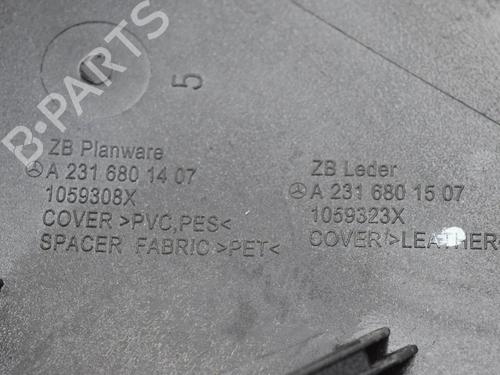 B-PARTS
5
ZB Planware
A 231 680 14 07
1059308X
COVER >PVC,PES<
SPACER FABRIC >PET<
ZB Leder
A 231 680 15 07
1059323X
COVER >LEATHER<